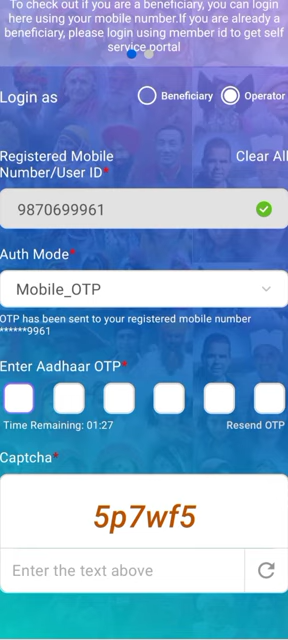 To check out if you are a beneficiary, you can login
here using your mobile number.If you are already a
beneficiary, please login using member id to get self
service portal
Login as
Beneficiary
Operator
Registered Mobile
Number/User ID*
Clear All
9870699961
Auth Mode*
Mobile_OTP
OTP has been sent to your registered mobile number
******9961
Enter Aadhaar OTP*
Time Remaining: 01:27
Resend OTP
Captcha*
5p7wf5
Enter the text above